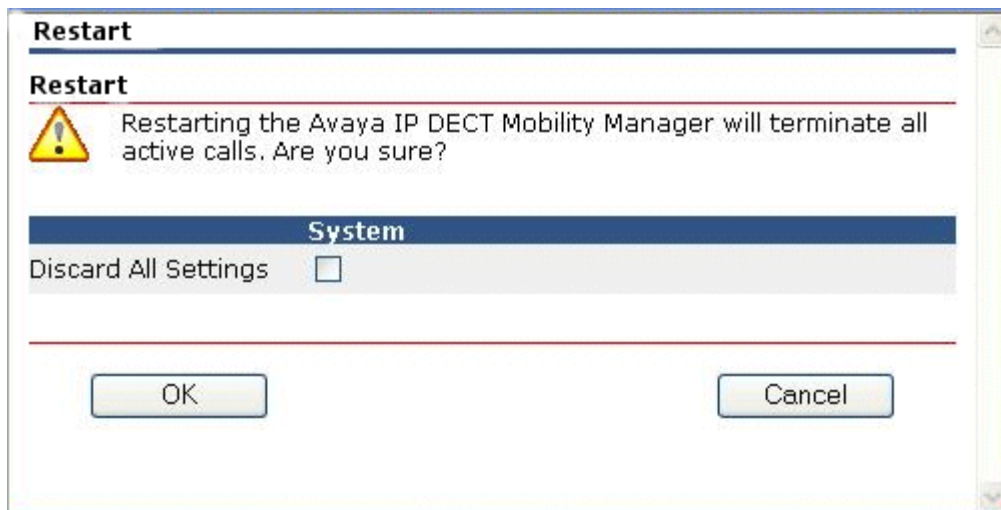 Restart
Restart
Restarting the Avaya IP DECT Mobility Manager will terminate all
active calls. Are you sure?
System
Discard All Settings
OK
Cancel